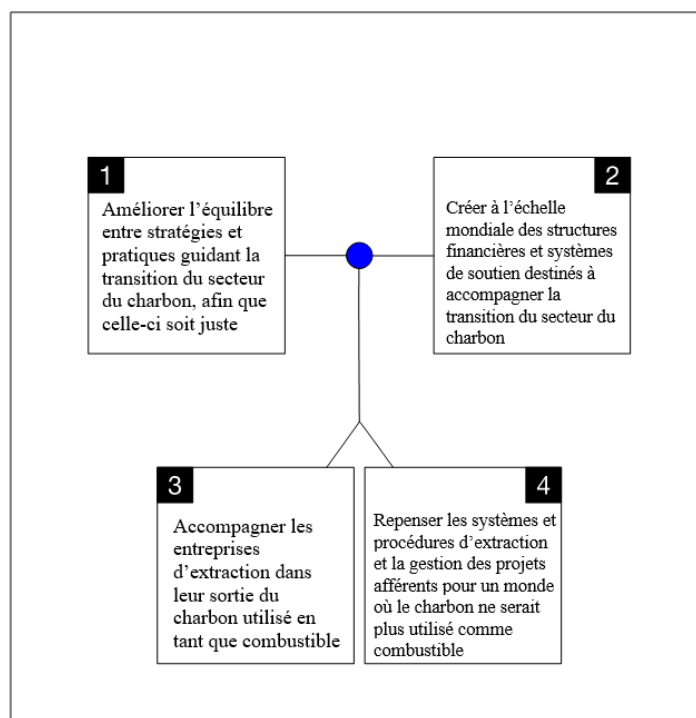 1
Améliorer l’équilibre
entre stratégies et
pratiques guidant la
transition du secteur
du charbon, afin que
celle-ci soit juste
2
Créer à l’échelle
mondiale des structures
financières et systèmes
de soutien destinés à
accompagner la
transition du secteur du
charbon
3
Accompagner les
entreprises
d’extraction dans
leur sortie du
charbon utilisé en
tant que combustible
4
Repenser les systèmes et
procédures d’extraction
et la gestion des projets
afférents pour un monde
où le charbon ne serait
plus utilisé comme
combustible